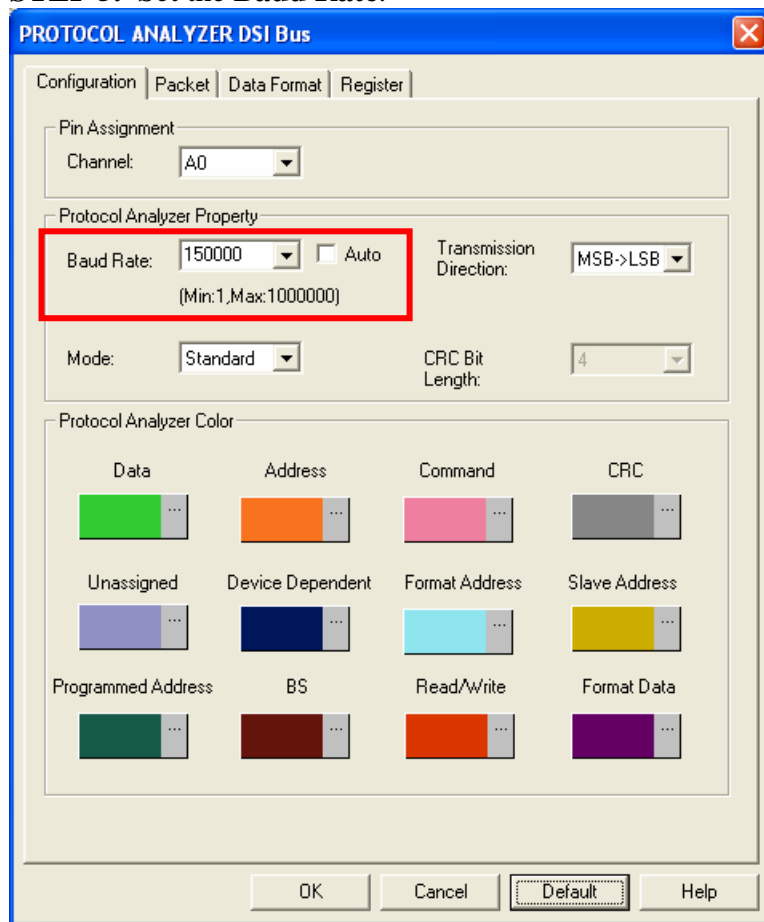 PROTOCOL ANALYZER DSI Bus
Configuration Packet Data Format Register
Pin Assignment
Channel: A0
Protocol Analyzer Property
Baud Rate: 150000 Auto Transmission Direction: MSB->LSB
(Min:1,Max:1000000)
Mode: Standard CRC Bit Length: 4
Protocol Analyzer Color
Data Address Command CRC
... ... ... ...
Unassigned Device Dependent Format Address Slave Address
... ... ... ...
Programmed Address BS Read/Write Format Data
... ... ... ...
OK Cancel Default Help